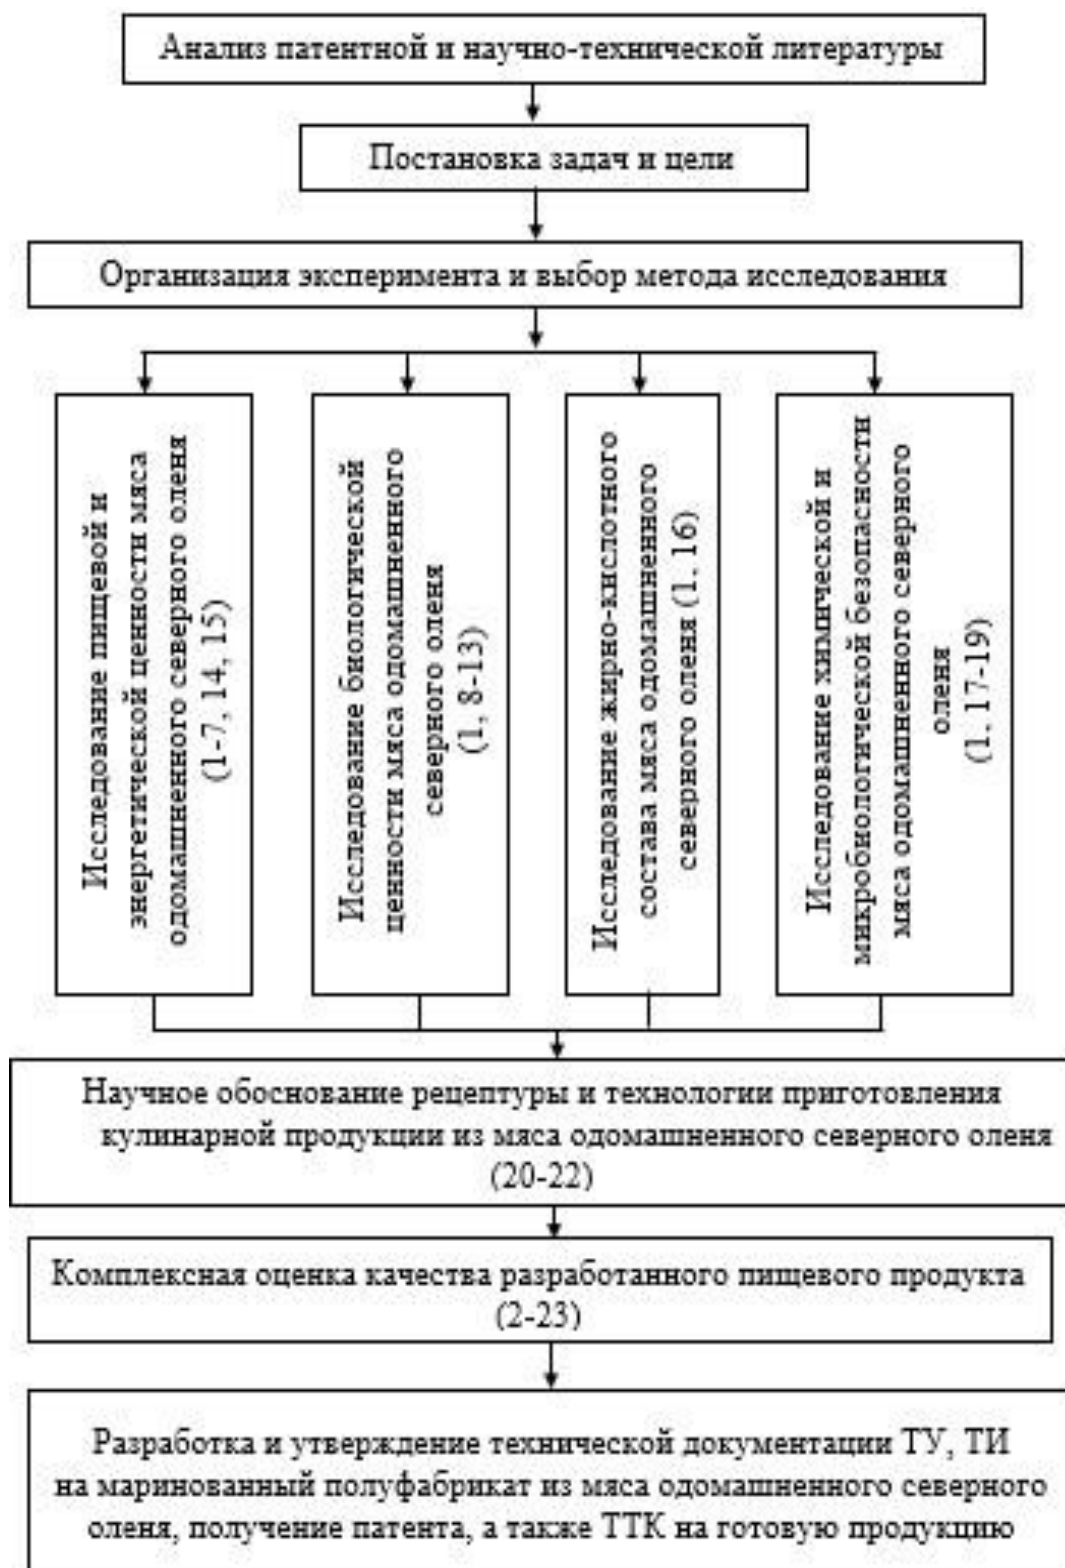 Анализ патентной и научно-технической литературы
Постановка задач и цели
Организация эксперимента и выбор метода исследования
Исследование пищевой и
энергетической ценности мяса
одомашненного северного оленя
(1-7, 14, 15)
Исследование биологической
ценности мяса одомашненного
северного оленя
(1, 8-13)
Исследование жирно-кислотного
состава мяса одомашненного
северного оленя (1. 16)
Исследование химической и
микробиологической безопасности
мяса одомашненного северного
оленя
(1. 17-19)
Научное обоснование рецептуры и технологии приготовления
кулинарной продукции из мяса одомашненного северного оленя
(20-22)
Комплексная оценка качества разработанного пищевого продукта
(2-23)
Разработка и утверждение технической документации ТУ, ТИ
на маринованный полуфабрикат из мяса одомашненного северного
оленя, получение патента, а также ТТК на готовую продукцию